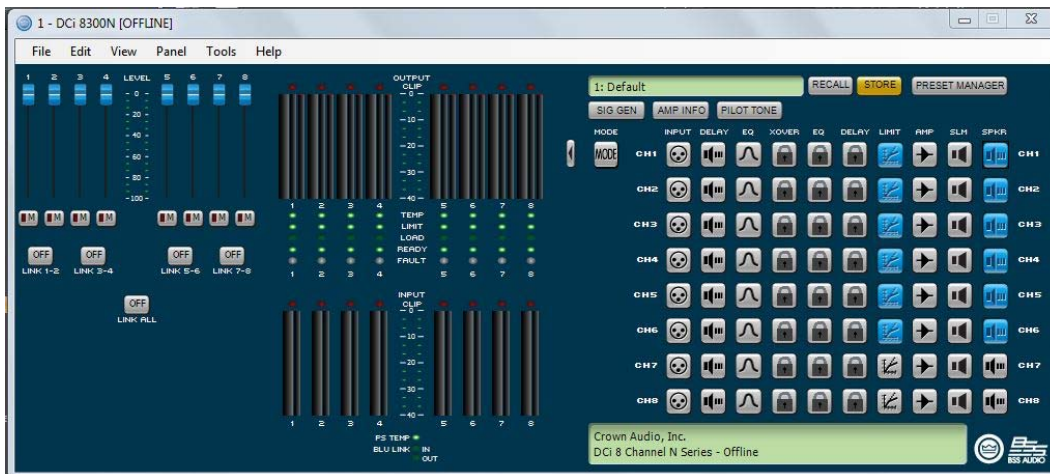 1 - DCi 8300N [OFFLINE]
File Edit View Panel Tools Help
1 2 3 4 LEVEL 5 6 7 8
- 0 -
- 20 -
- 40 -
- 60 -
- 80 -
-100-
M M M M M M M M
OFF OFF OFF OFF
LINK 1-2 LINK 3-4 LINK 5-6 LINK 7-8
OFF
LINK ALL
OUTPUT
CLIP
- 0 -
-10-
-20-
-30-
-40-
1 2 3 4 5 6 7 8
TEMP
LIMIT
LOAD
READY
FAULT
1 2 3 4 5 6 7 8
INPUT
CLIP
- 0 -
-10-
-20-
-30-
-40-
1 2 3 4 5 6 7 8
PS TEMP
BLU LINK IN
OUT
1: Default RECALL STORE PRESET MANAGER
SIG GEN AMP INFO PILOT TONE
MODE INPUT DELAY EQ XOVER EQ DELAY LIMIT AMP SLM SPKR
MODE CH1 CH1
CH2 CH2
CH3 CH3
CH4 CH4
CH5 CH5
CH6 CH6
CH7 CH7
CH8 CH8
Crown Audio, Inc.
DCi 8 Channel N Series - Offline
BSS AUDIO